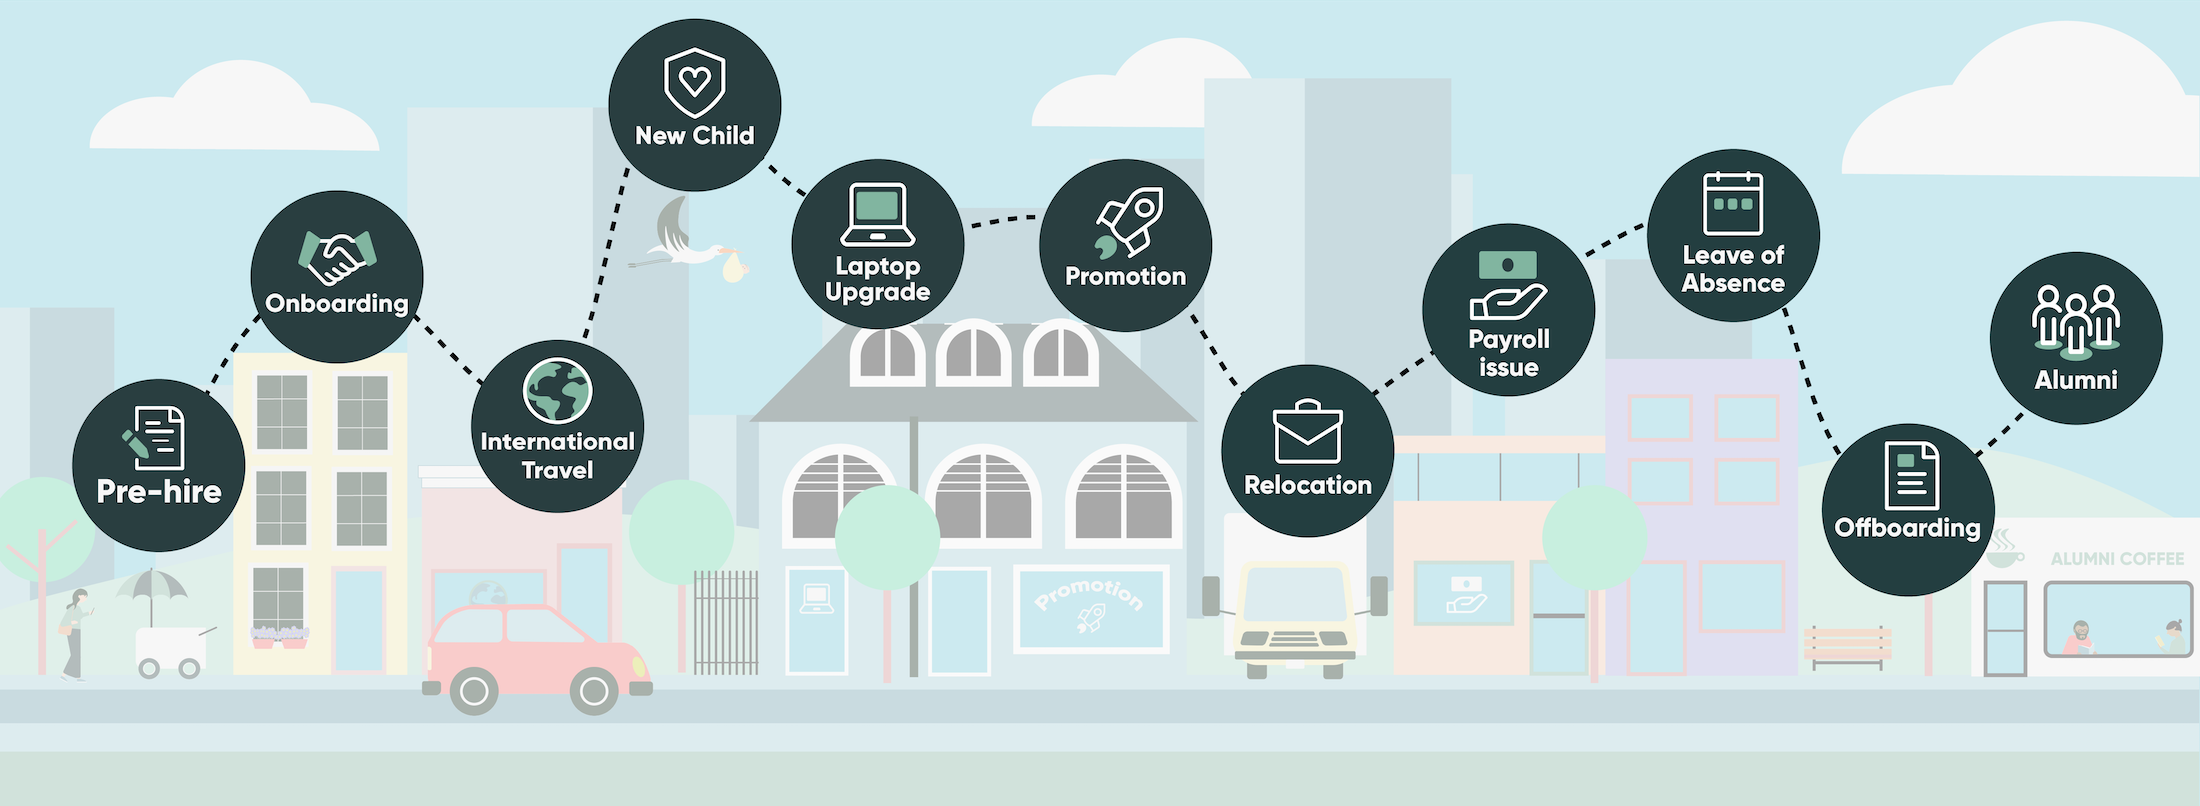 Pre-hire
Onboarding
International
Travel
New Child
Laptop
Upgrade
Promotion
Relocation
Payroll
issue
Leave of
Absence
Offboarding
Alumni
Promotion
ALUMNI COFFEE